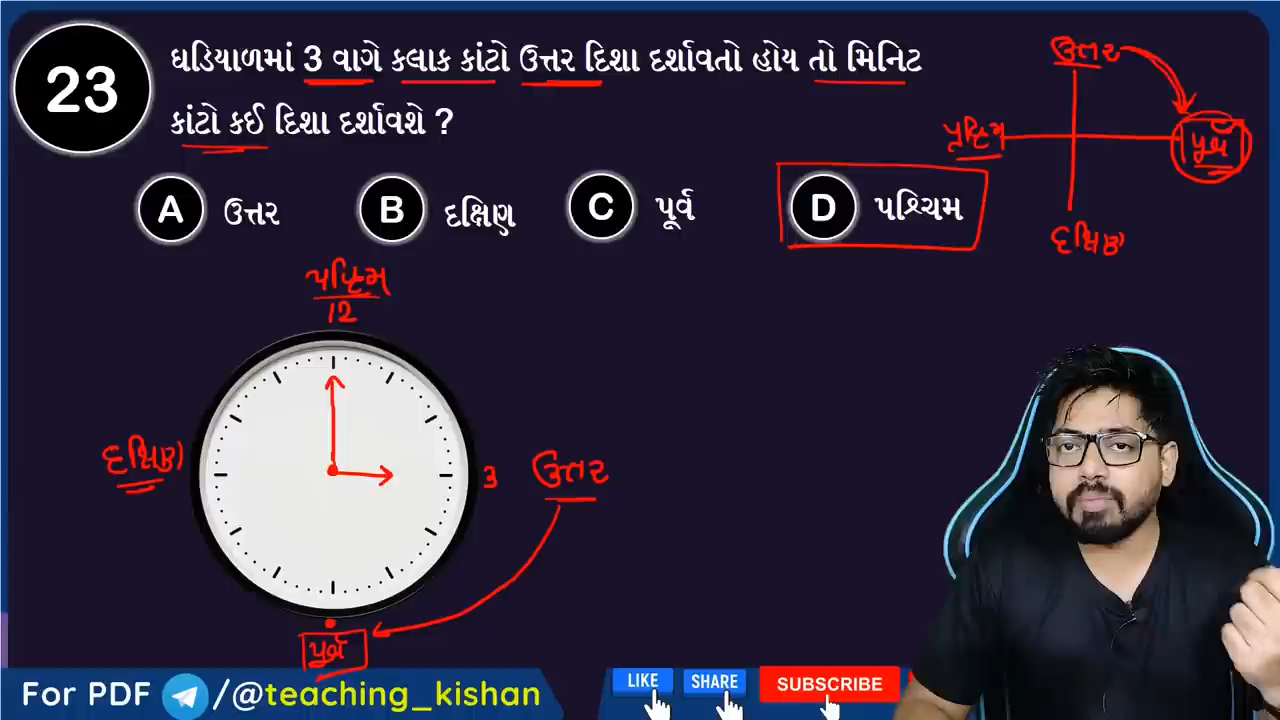 23
ઘડિયાળમાં 3 વાગે કલાક કાંટો ઉત્તર દિશા દર્શાવતો હોય તો મિનિટ
કાંટો કઈ દિશા દર્શાવશે ?
A ઉત્તર
B દક્ષિણ
C પૂર્વ
D પશ્ચિમ
ઉત્તર
પશ્ચિમ
પૂર્વ
દક્ષિણ
પશ્ચિમ
12
દક્ષિણ
3
ઉત્તર
પૂર્વ
For PDF /@teaching_kishan
LIKE
SHARE
SUBSCRIBE